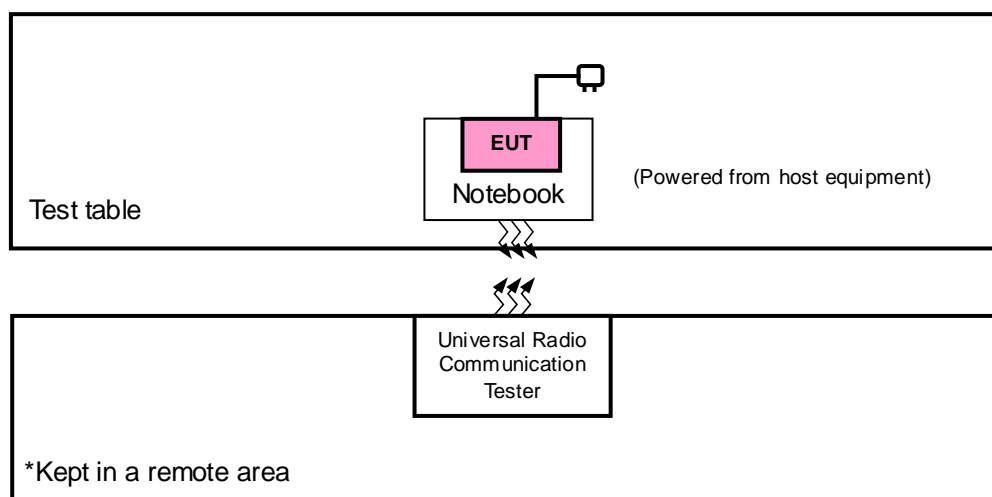 EUT
Notebook
(Powered from host equipment)
Test table
Universal Radio
Communication
Tester
*Kept in a remote area